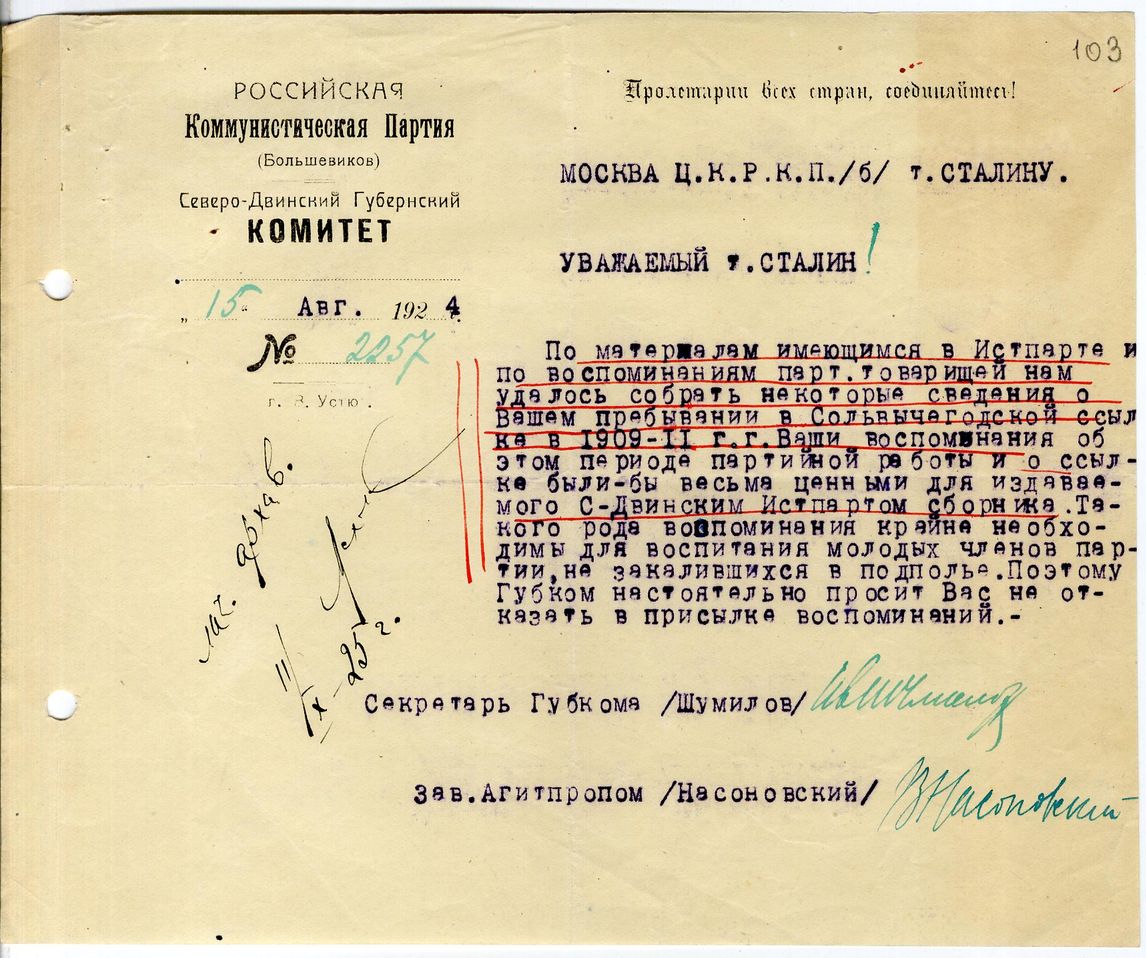 103
РОССИЙСКАЯ
Коммунистическая Партия
(Большевиков)
Северо-Двинский Губернский
КОМИТЕТ
„15“ Авг. 1924.
№ 2257
г. В. Устю .
Пролетарии всех стран, соединяйтесь!
МОСКВА Ц.К.Р.К.П./б/ т.СТАЛИНУ.
УВАЖАЕМЫЙ т.СТАЛИН!
По материалам имеющимся в Истпарте и
по воспоминаниям парт.товарищей нам
удалось собрать некоторые сведения о
Вашем пребывании в Сольвычегодской ссыл
ке в 1909-11 г.г.Ваши воспоминания об
этом периоде партийной работы и о ссыл-
ке были-бы весьма ценными для издавае-
мого С-Двинским Истпартом сборника.Та-
кого рода воспоминания крайне необхо-
димы для воспитания молодых членов пар-
тии,не закалившихся в подполье.Поэтому
Губком настоятельно просит Вас не от-
казать в присылке воспоминаний.-
архив.
11/IX-25 г.
Секретарь Губкома /Шумилов/
Зав.Агитпропом /Насоновский/ Насоновский